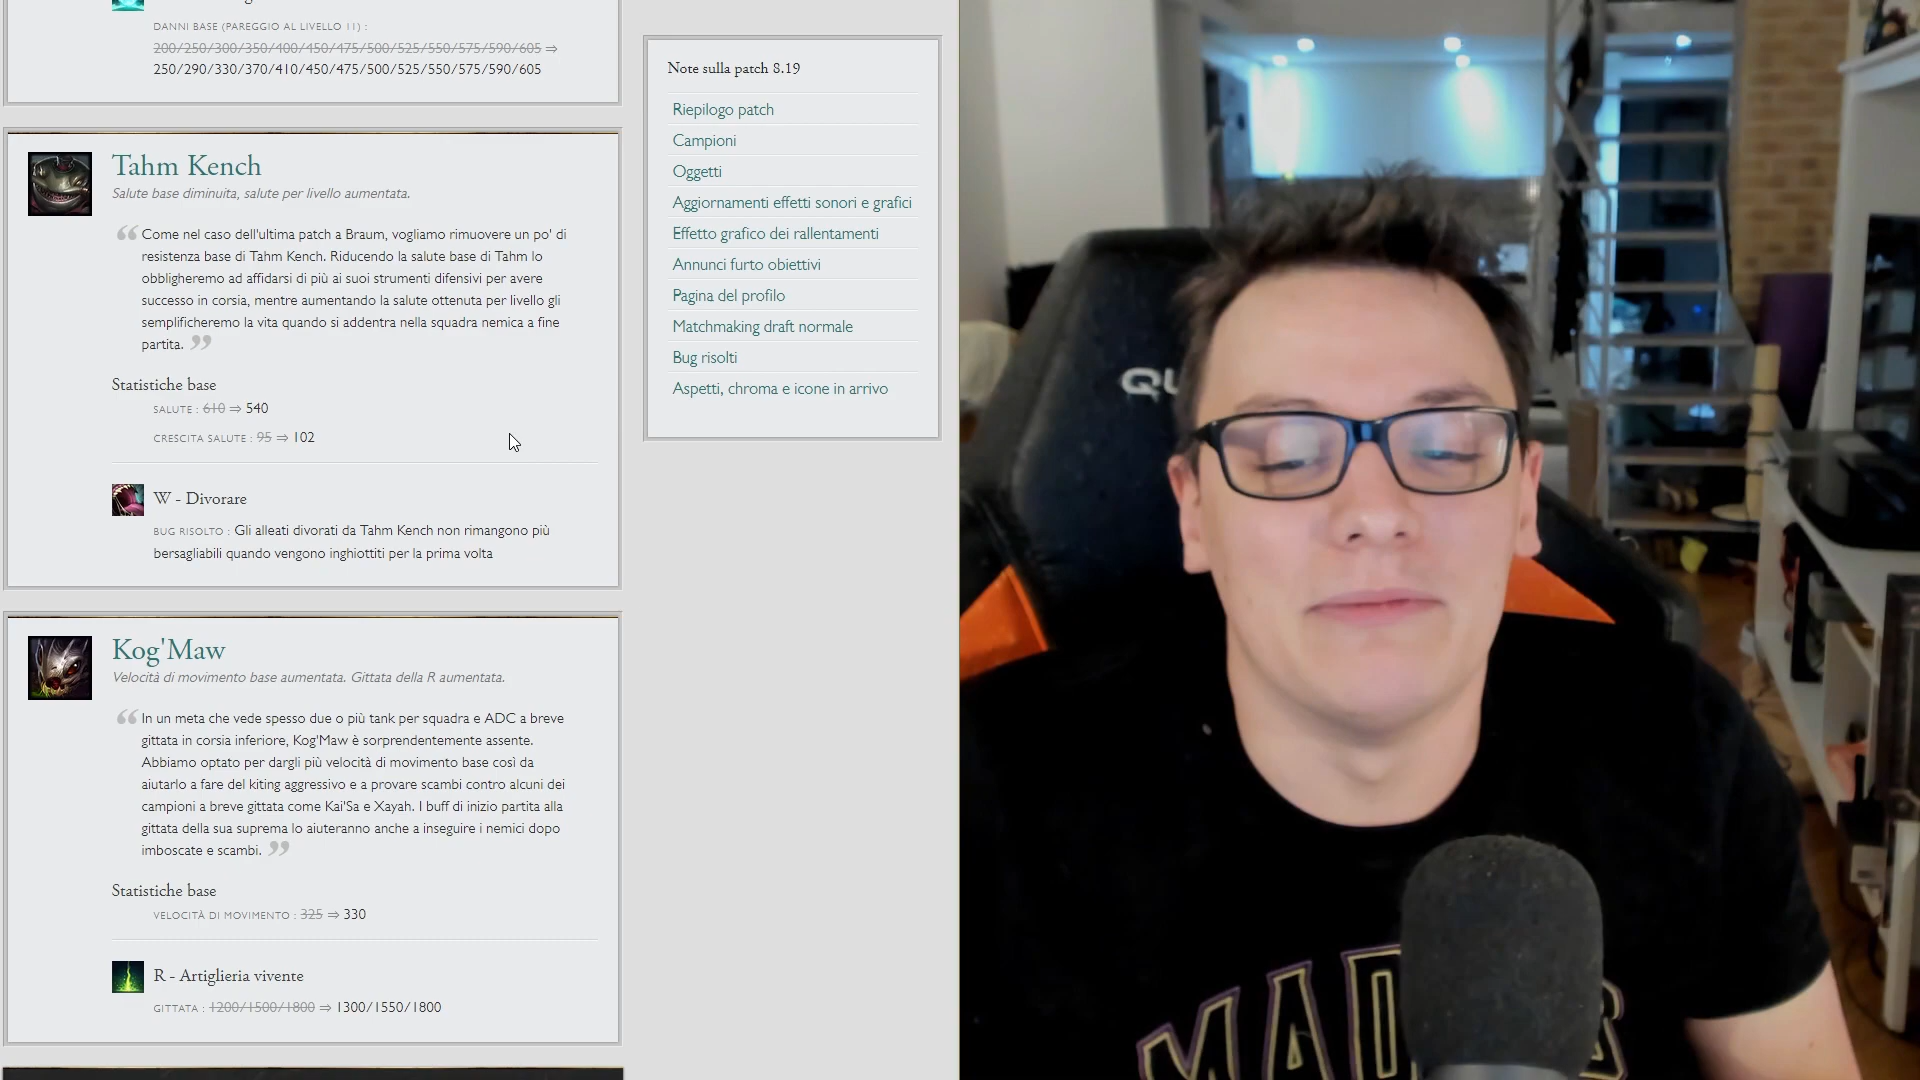 DANNI BASE (PAREGGIO AL LIVELLO 11) :
200/250/300/350/400/450/475/500/525/550/575/590/605 ⇒
250/290/330/370/410/450/475/500/525/550/575/590/605
Tahm Kench
Salute base diminuita, salute per livello aumentata.
“ Come nel caso dell'ultima patch a Braum, vogliamo rimuovere un po' di
resistenza base di Tahm Kench. Riducendo la salute base di Tahm lo
obbligheremo ad affidarsi di più ai suoi strumenti difensivi per avere
successo in corsia, mentre aumentando la salute ottenuta per livello gli
semplificheremo la vita quando si addentra nella squadra nemica a fine
partita. ”
Statistiche base
SALUTE : 610 ⇒ 540
CRESCITA SALUTE : 95 ⇒ 102
W - Divorare
BUG RISOLTO : Gli alleati divorati da Tahm Kench non rimangono più
bersagliabili quando vengono inghiottiti per la prima volta
Kog'Maw
Velocità di movimento base aumentata. Gittata della R aumentata.
“ In un meta che vede spesso due o più tank per squadra e ADC a breve
gittata in corsia inferiore, Kog'Maw è sorprendentemente assente.
Abbiamo optato per dargli più velocità di movimento base così da
aiutarlo a fare del kiting aggressivo e a provare scambi contro alcuni dei
campioni a breve gittata come Kai'Sa e Xayah. I buff di inizio partita alla
gittata della sua suprema lo aiuteranno anche a inseguire i nemici dopo
imboscate e scambi. ”
Statistiche base
VELOCITÀ DI MOVIMENTO : 325 ⇒ 330
R - Artiglieria vivente
GITTATA : 1200/1500/1800 ⇒ 1300/1550/1800
Note sulla patch 8.19
Riepilogo patch
Campioni
Oggetti
Aggiornamenti effetti sonori e grafici
Effetto grafico dei rallentamenti
Annunci furto obiettivi
Pagina del profilo
Matchmaking draft normale
Bug risolti
Aspetti, chroma e icone in arrivo